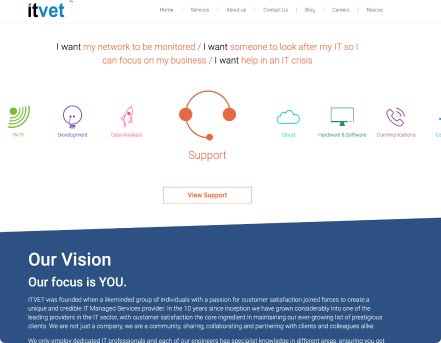 itvet
Home | Services | About us | Contact Us | Blog | Careers | Rescue
I want my network to be monitored / I want someone to look after my IT so I
can focus on my business / I want help in an IT crisis
Wi-Fi Development Data Analysis Cloud Hardware & Software Communications Co
Support
View Support
Our Vision
Our focus is YOU.
ITVET was founded when a likeminded group of individuals with a passion for customer satisfaction joined forces to create a
unique and credible IT Managed Services provider. In the 10 years since inception we have grown considerably into one of the
leading providers in the IT sector, with customer satisfaction the core ingredient in maintaining our ever-growing list of prestigious
clients. We are not just a company, we are a community, sharing, collaborating and partnering with clients and colleagues alike.
We only employ dedicated IT professionals and each of our engineers has specialist knowledge in different areas, ensuring you get